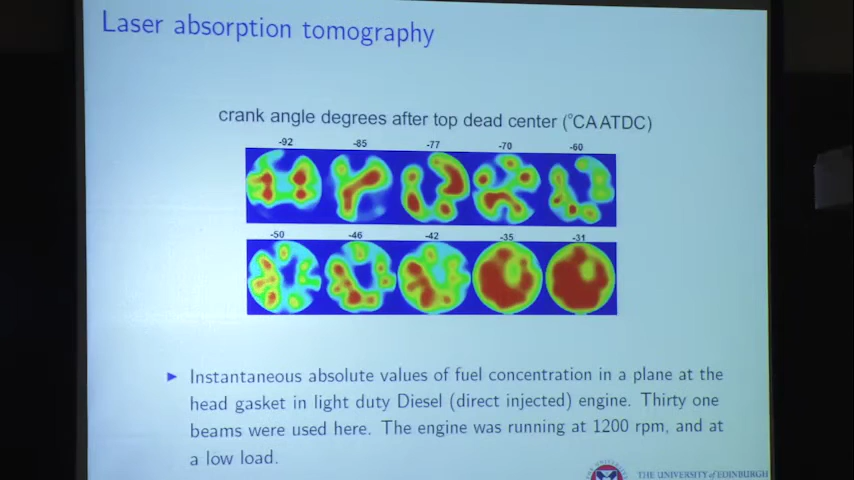 Laser absorption tomography
crank angle degrees after top dead center (°CA ATDC)
-92 -85 -77 -70 -60
-50 -46 -42 -35 -31
▶ Instantaneous absolute values of fuel concentration in a plane at the
head gasket in light duty Diesel (direct injected) engine. Thirty one
beams were used here. The engine was running at 1200 rpm, and at
a low load.
THE UNIVERSITY of EDINBURGH